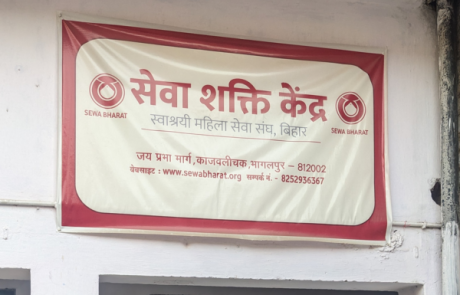 सेवा शक्ति केंद्र
SEWA BHARAT
SEWA BHARAT
स्वाश्रयी महिला सेवा संघ, बिहार
जय प्रभा मार्ग,काजवलीचक,भागलपुर – 812002
वेबसाइट : www.sewabharat.org सम्पर्क नं. - 8252936367